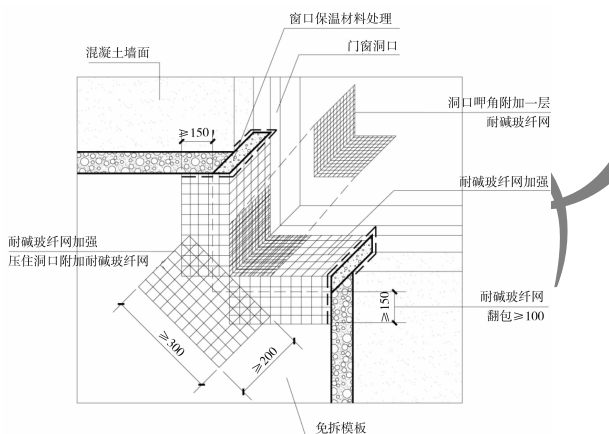 窗口保温材料处理
混凝土墙面
门窗洞口
洞口呷角附加一层
耐碱玻纤网
≥150
耐碱玻纤网加强
耐碱玻纤网加强
压住洞口附加耐碱玻纤网
耐碱玻纤网
翻包≥100
≥150
≥300
≥200
免拆模板